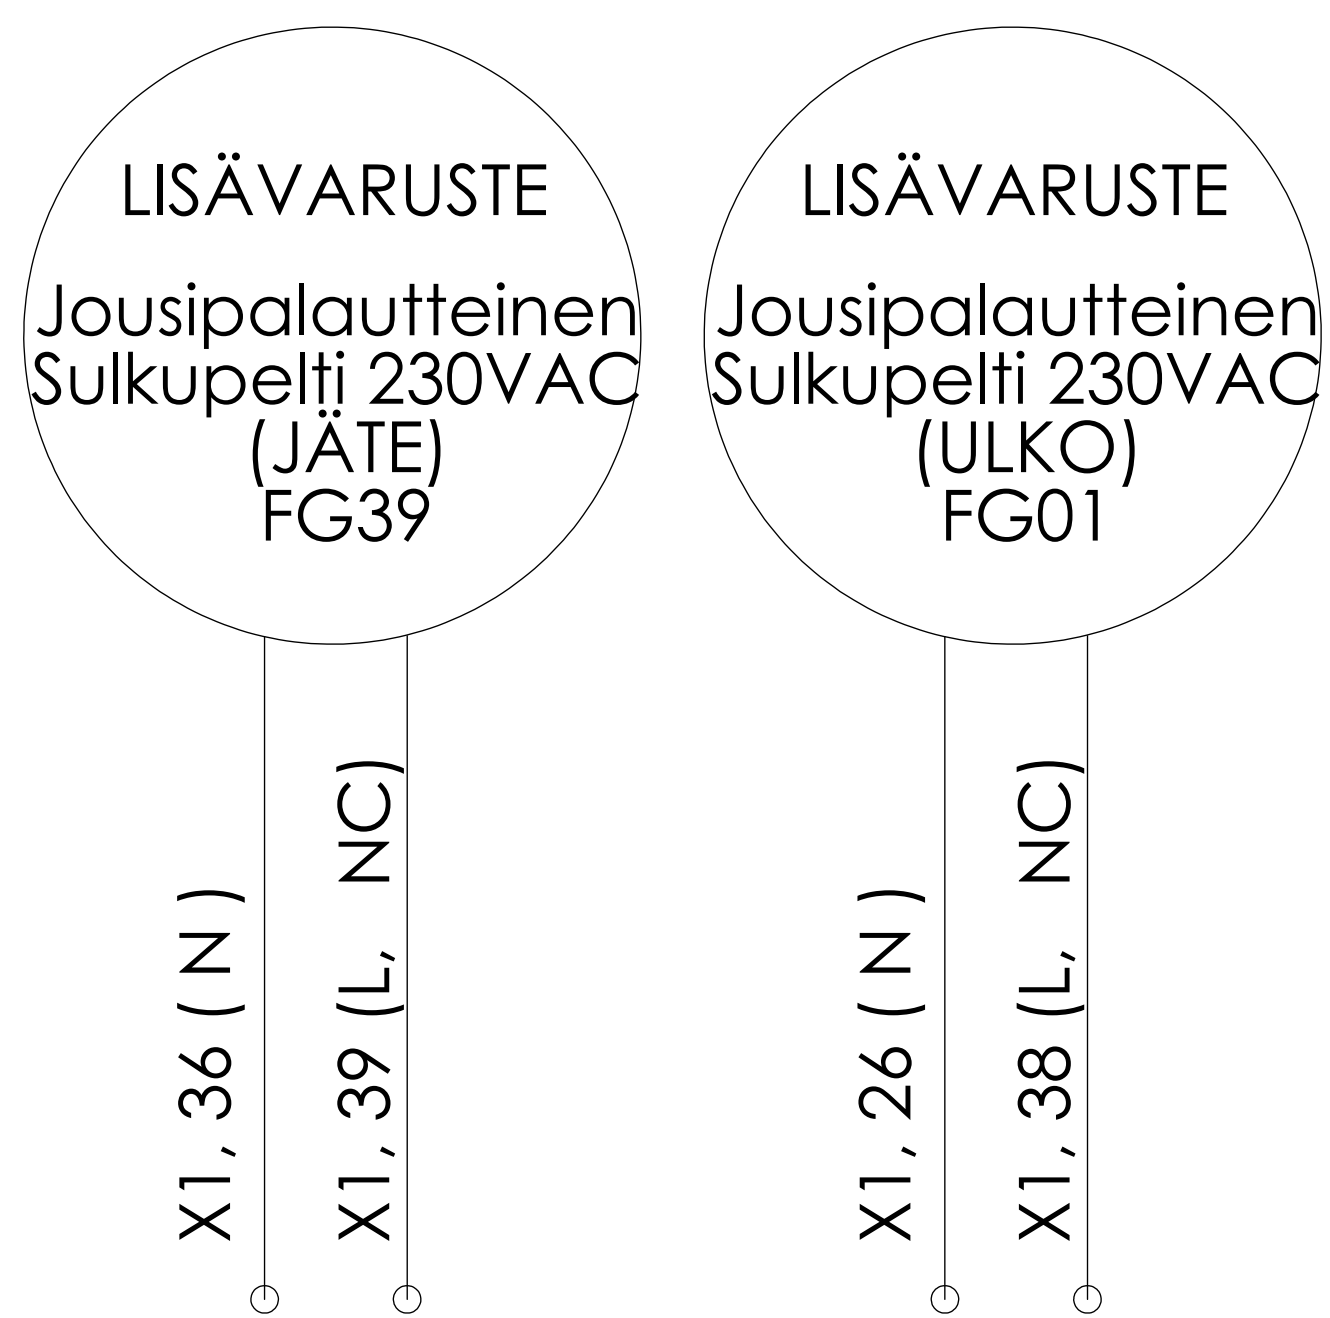 LISÄVARUSTE
Jousipalautteinen
Sulkupelti 230VAC
(JÄTE)
FG39
X1, 36 ( N )
X1, 39 (L, NC)
LISÄVARUSTE
Jousipalautteinen
Sulkupelti 230VAC
(ULKO)
FG01
X1, 26 ( N )
X1, 38 (L, NC)